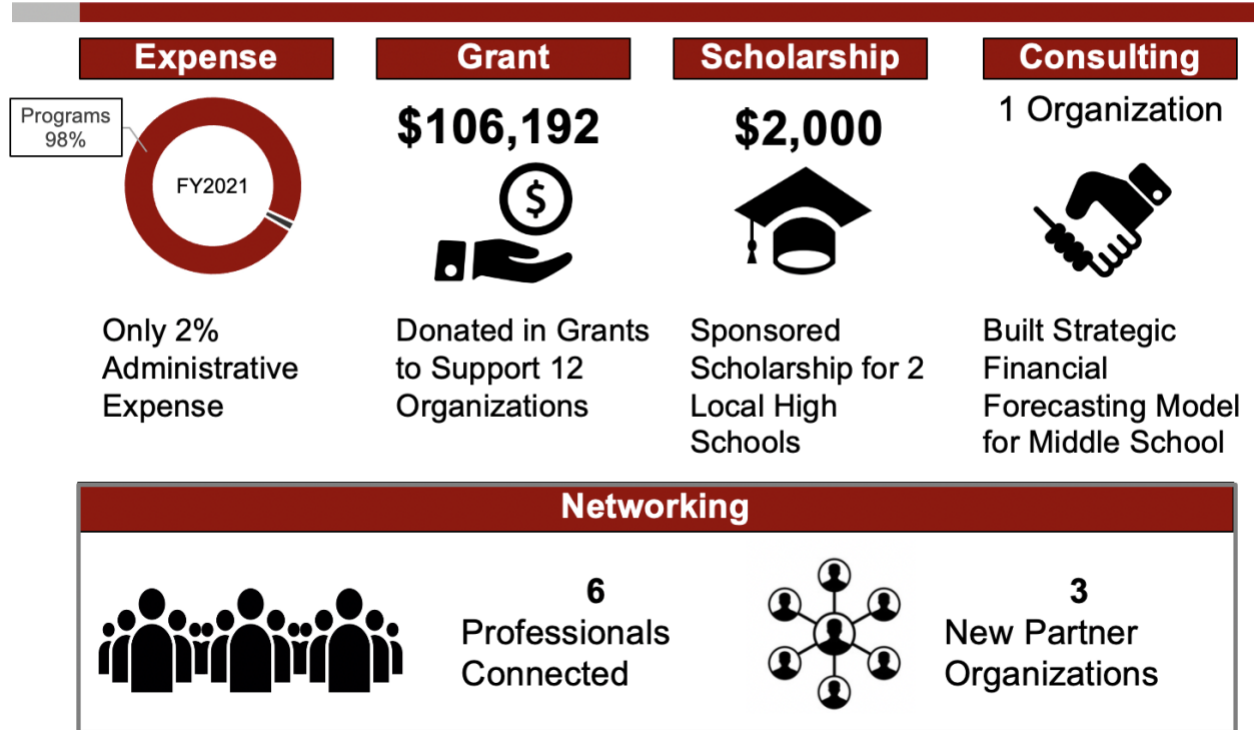 Expense
Programs
98%
FY2021
Only 2%
Administrative
Expense
Grant
$106,192
$
Donated in Grants
to Support 12
Organizations
Scholarship
$2,000
Sponsored
Scholarship for 2
Local High
Schools
Consulting
1 Organization
Built Strategic
Financial
Forecasting Model
for Middle School
Networking
6
Professionals
Connected
3
New Partner
Organizations